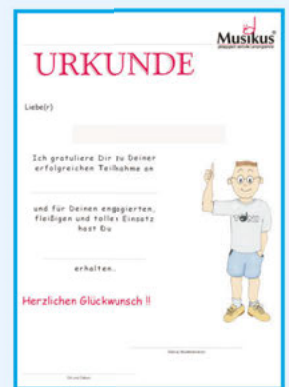 Musikus®
URKUNDE
Liebe(r)
Ich gratuliere Dir zu Deiner
erfolgreichen Teilnahme an
und für Deinen engagierten,
fleißigen und tollen Einsatz
hast Du
erhalten.
Herzlichen Glückwunsch !!